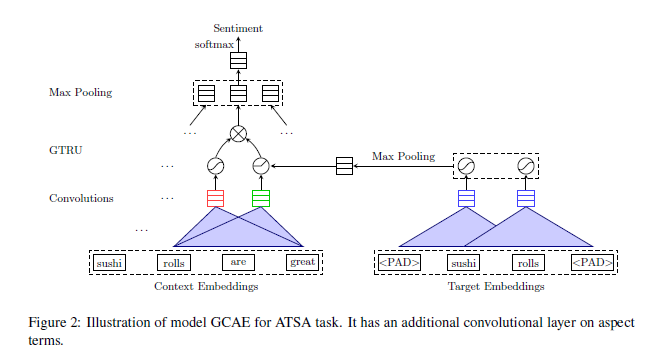 Sentiment
softmax
Max Pooling
... ...
GTRU
Max Pooling
...
Convolutions
...
...
sushi rolls are great
<PAD> sushi rolls <PAD>
Context Embeddings
Target Embeddings
Figure 2: Illustration of model GCAE for ATSA task. It has an additional convolutional layer on aspect
terms.